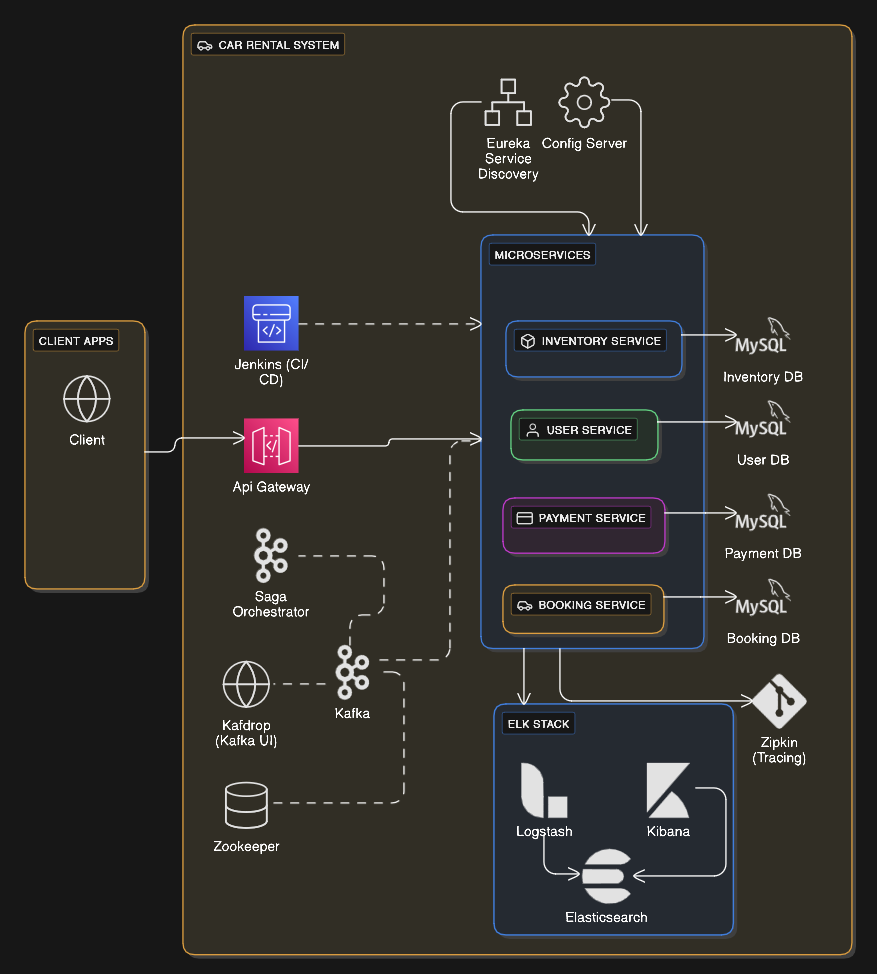 CAR RENTAL SYSTEM
Eureka
Service
Discovery
Config Server
MICROSERVICES
CLIENT APPS
Client
Jenkins (CI/
CD)
Api Gateway
INVENTORY SERVICE
MySQL
Inventory DB
USER SERVICE
MySQL
User DB
PAYMENT SERVICE
MySQL
Payment DB
BOOKING SERVICE
MySQL
Booking DB
Saga
Orchestrator
Kafka
Kafdrop
(Kafka UI)
Zookeeper
ELK STACK
Logstash
Kibana
Elasticsearch
Zipkin
(Tracing)